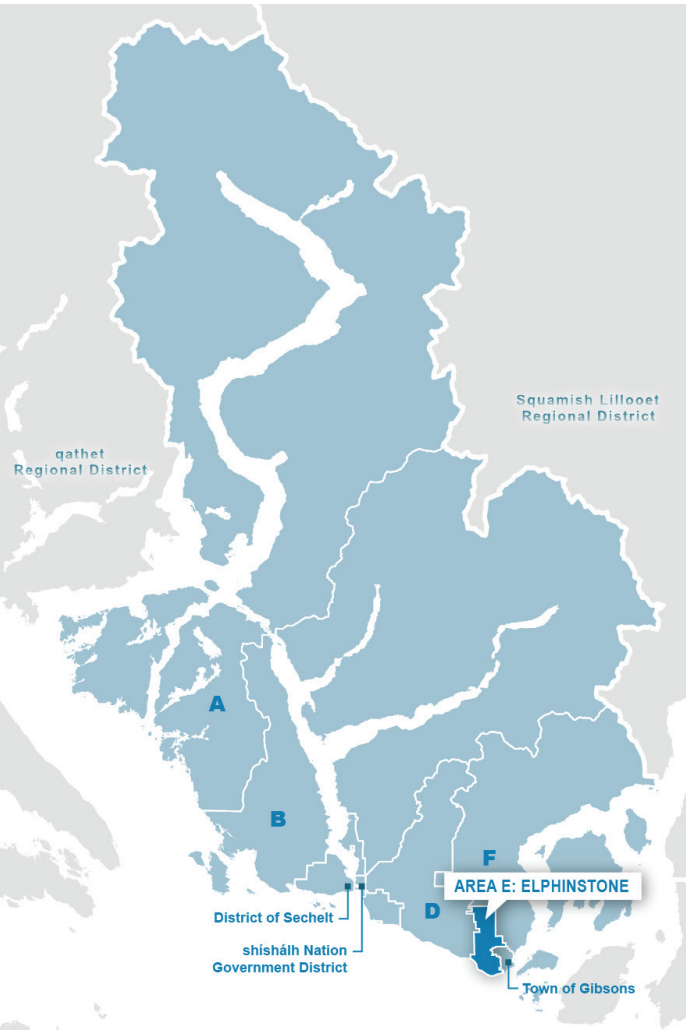 Squamish Lillooet
Regional District
qathet
Regional District
A
B
F
AREA E: ELPHINSTONE
D
District of Sechelt
shíshálh Nation
Government District
Town of Gibsons